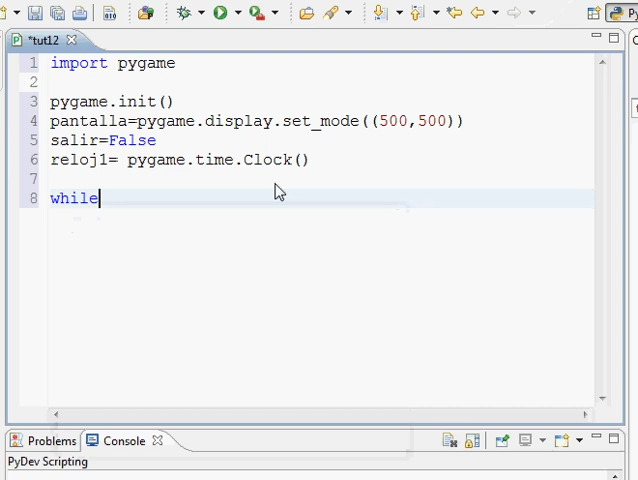 Py
*tut12
1 import pygame
2
3 pygame.init()
4 pantalla=pygame.display.set_mode((500,500))
5 salir=False
6 reloj1= pygame.time.Clock()
7
8 while
Problems Console
PyDev Scripting